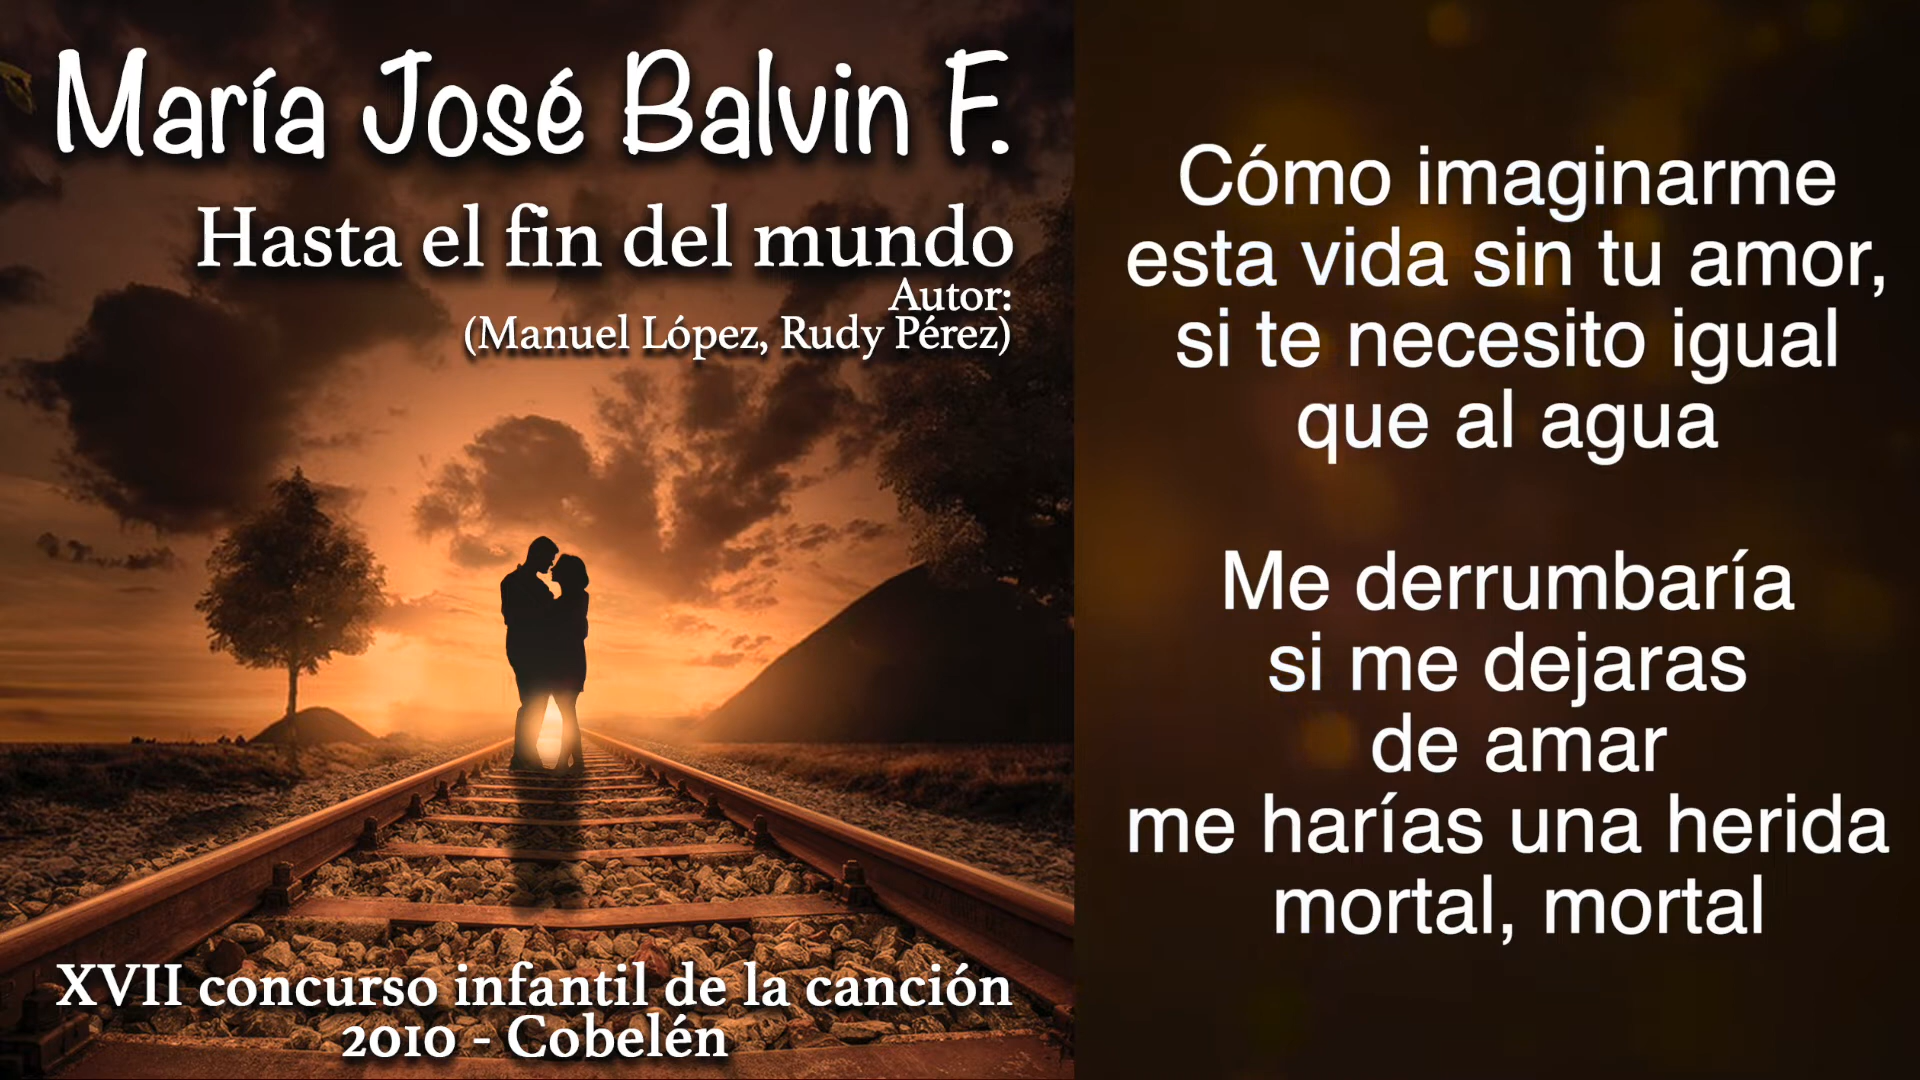 María José Balvin F.
Hasta el fin del mundo
Autor:
(Manuel López, Rudy Pérez)
XVII concurso infantil de la canción
2010 - Cobelén
Cómo imaginarme
esta vida sin tu amor,
si te necesito igual
que al agua
Me derrumbaría
si me dejaras
de amar
me harías una herida
mortal, mortal